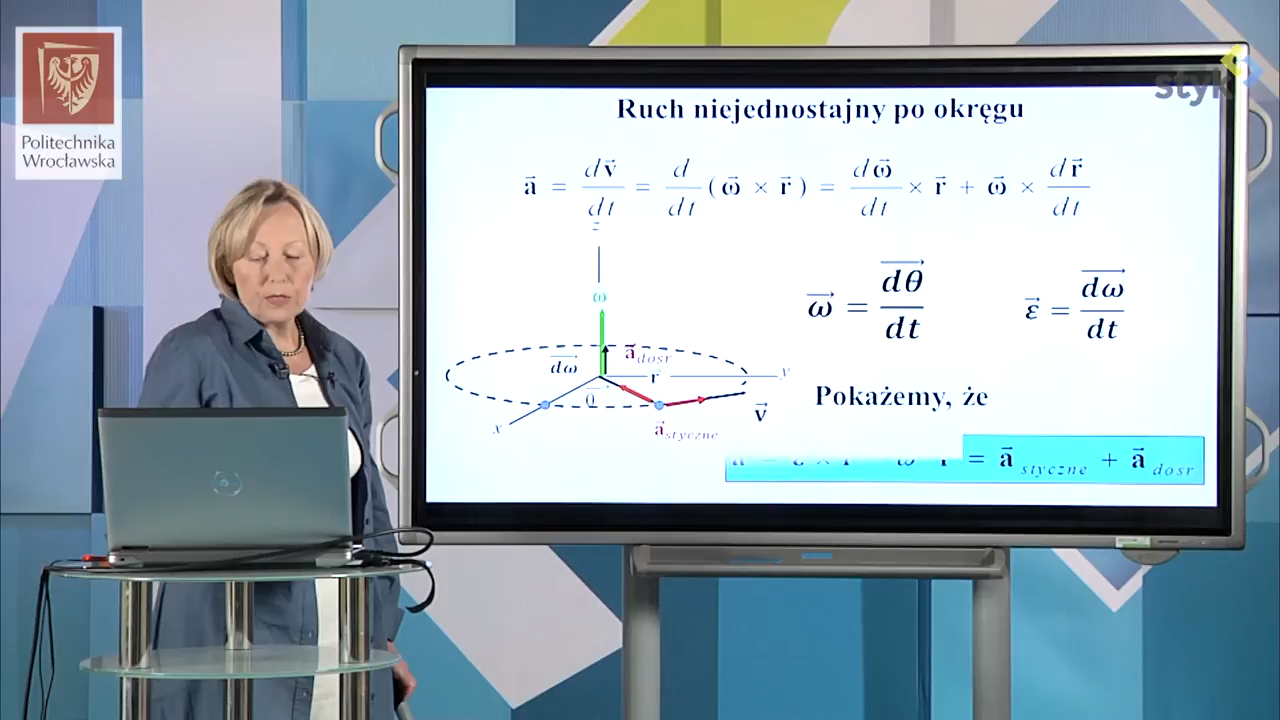 Politechnika
Wrocławska
styk
Ruch niejednostajny po okręgu
a⃗ = dv⃗/dt = d/dt (ω⃗ × r⃗) = dω⃗/dt × r⃗ + ω⃗ × dr⃗/dt
z
ω
ω⃗ = dθ⃗/dt
ε⃗ = dω⃗/dt
dω⃗
a⃗ dosr
r
y
θ
x
v⃗
a⃗ styczne
Pokażemy, że
= a⃗ styczne + a⃗ dosr